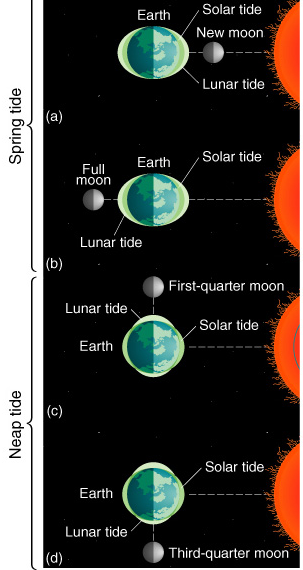 Spring tide
Earth
Solar tide
New moon
Lunar tide
(a)
Full
moon
Earth
Solar tide
Lunar tide
(b)
Neap tide
First-quarter moon
Lunar tide
Solar tide
Earth
(c)
Solar tide
Earth
Lunar tide
Third-quarter moon
(d)